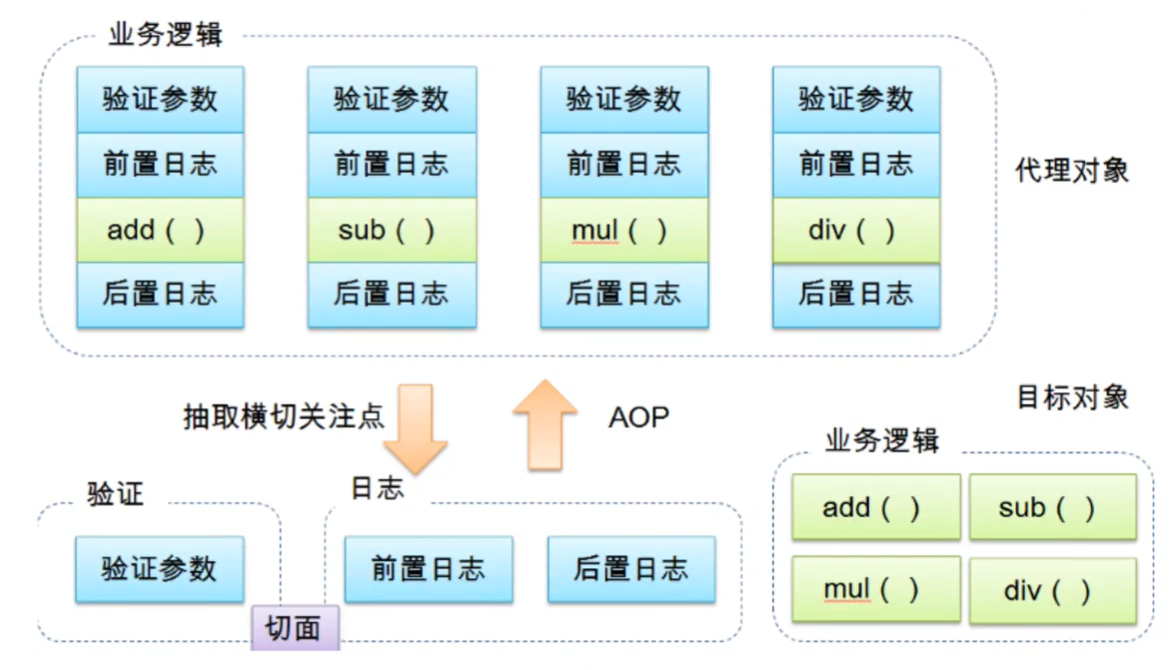 业务逻辑
验证参数 验证参数 验证参数 验证参数
前置日志 前置日志 前置日志 前置日志
代理对象
add（ ） sub（ ） mul（ ） div（ ）
后置日志 后置日志 后置日志 后置日志
抽取横切关注点
AOP
目标对象
业务逻辑
验证
日志
add（ ） sub（ ）
验证参数
前置日志 后置日志
mul（ ） div（ ）
切面